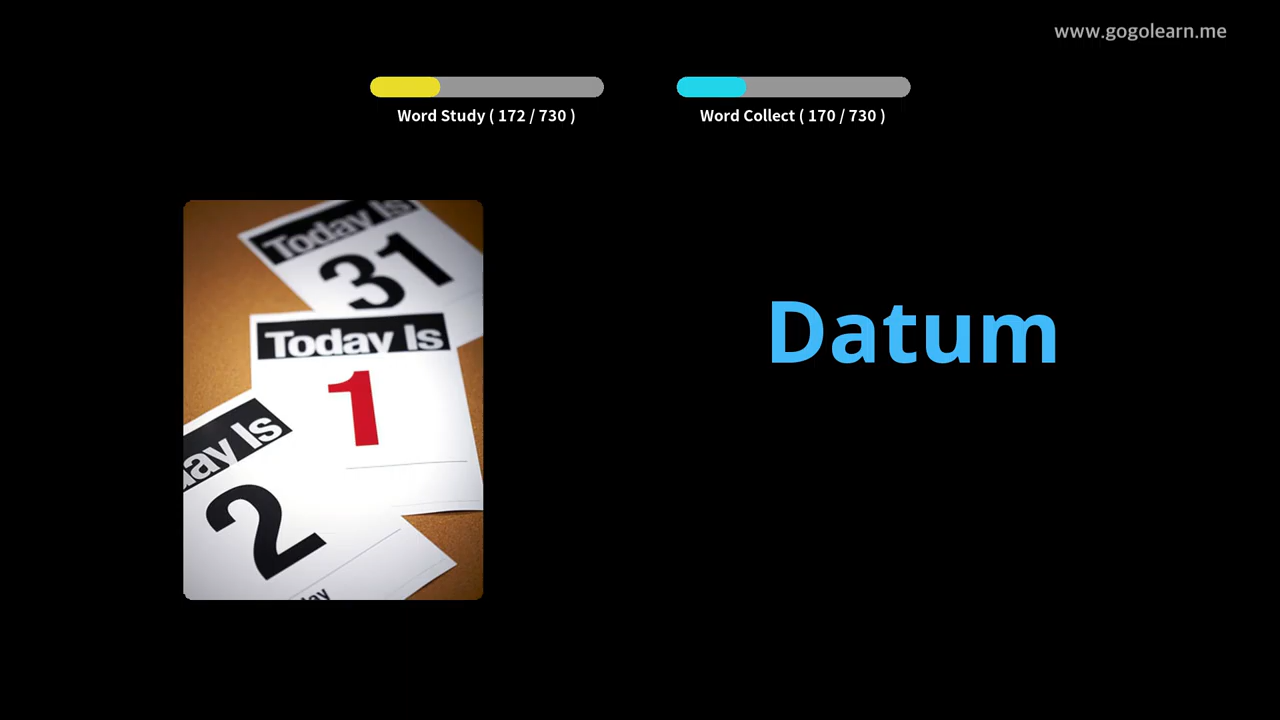 www.gogolearn.me
Word Study ( 172 / 730 )
Word Collect ( 170 / 730 )
Today Is
31
Today Is
1
ay Is
2
ay
Datum